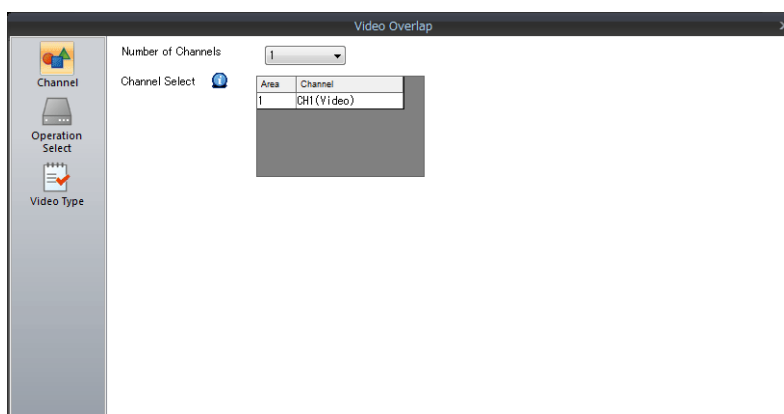 Video Overlap
Channel
Operation
Select
Video Type
Number of Channels
1
Channel Select
Area Channel
1 CH1(Video)